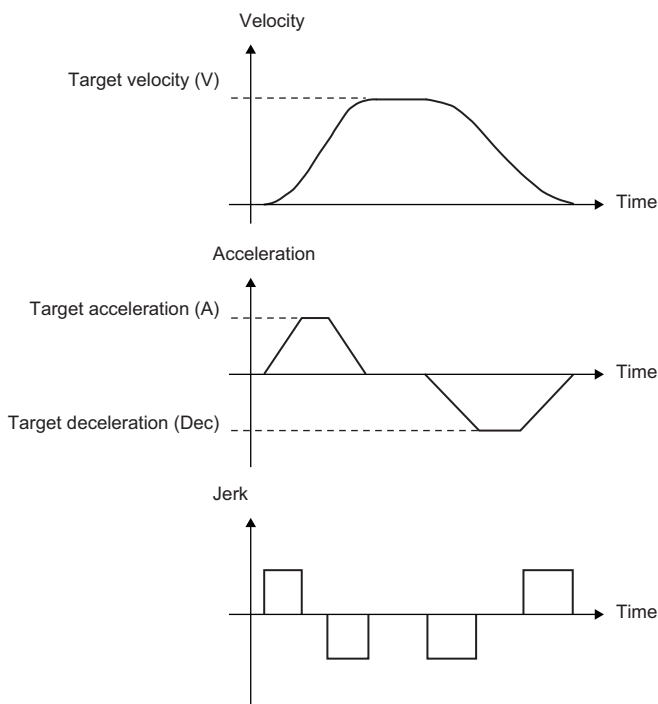 Velocity
Target velocity (V)
Time
Acceleration
Target acceleration (A)
Time
Target deceleration (Dec)
Jerk
Time